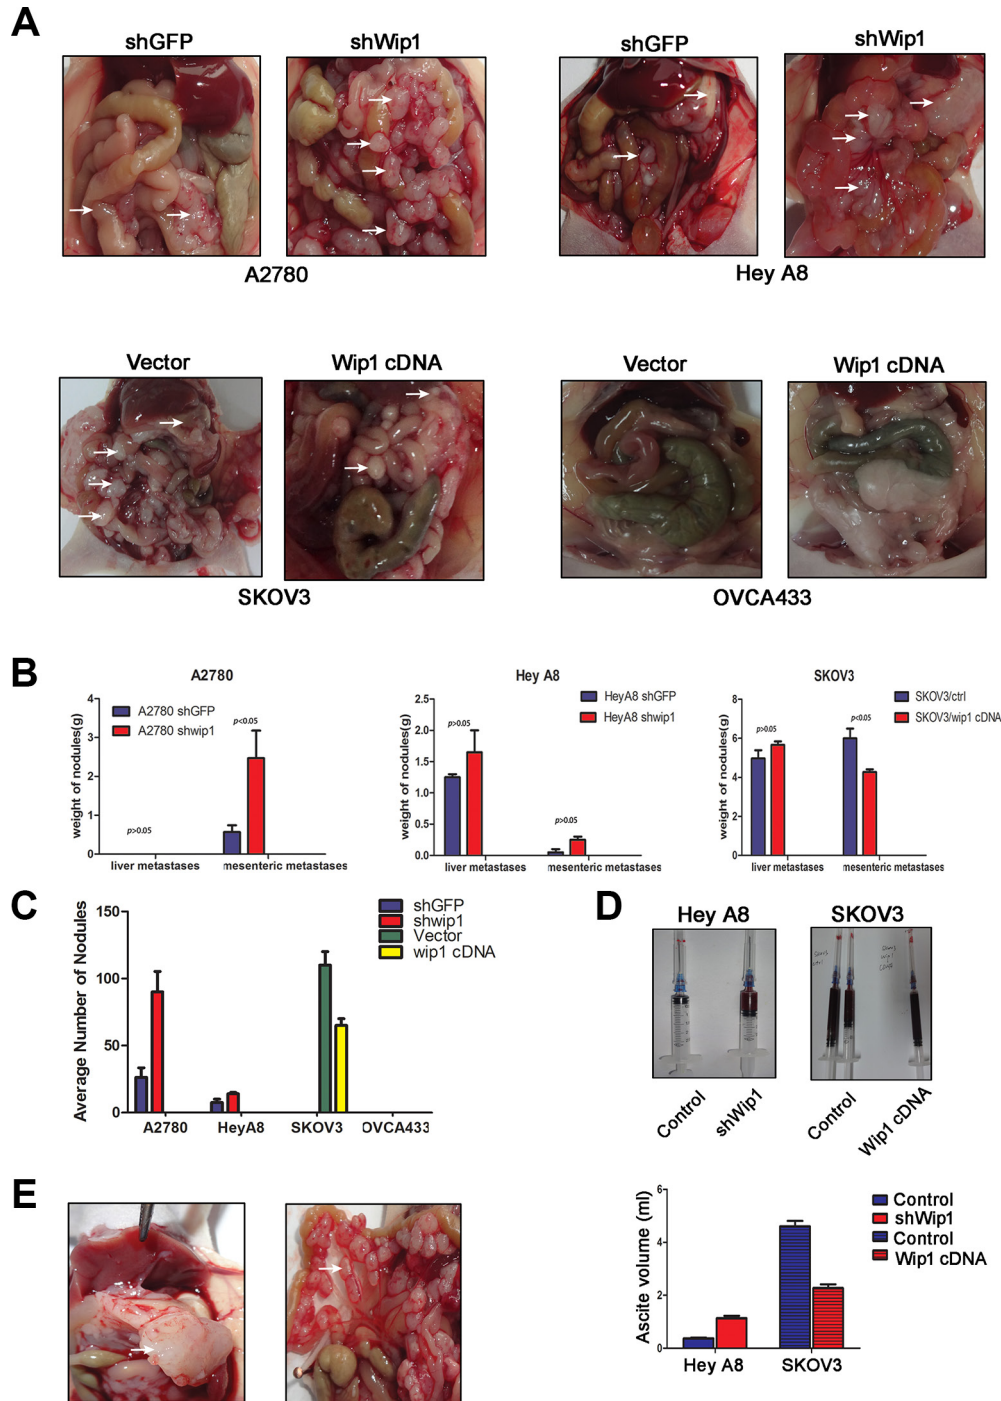 A
shGFP
shWip1
shGFP
shWip1
A2780
Hey A8
Vector
Wip1 cDNA
Vector
Wip1 cDNA
SKOV3
OVCA433
B
A2780
weight of nodules(g)
4
3
2
1
0
A2780 shGFP
A2780 shwip1
p<0.05
p>0.05
liver metastases
mesenteric metastases
Hey A8
weight of nodules(g)
2.5
2.0
1.5
1.0
0.5
0.0
HeyA8 shGFP
HeyA8 shwip1
p>0.05
p>0.05
liver metastases
mesenteric metastases
SKOV3
weight of nodules(g)
8
6
4
2
0
SKOV3/ctrl
SKOV3/wip1 cDNA
p>0.05
p<0.05
liver metastases
mesenteric metastases
C
Average Number of Nodules
150
100
50
0
shGFP
shwip1
Vector
wip1 cDNA
A2780
HeyA8
SKOV3
OVCA433
D
Hey A8
SKOV3
Control
shWip1
Control
Wip1 cDNA
Ascite volume (ml)
6
4
2
0
Control
shWip1
Control
Wip1 cDNA
Hey A8
SKOV3
E